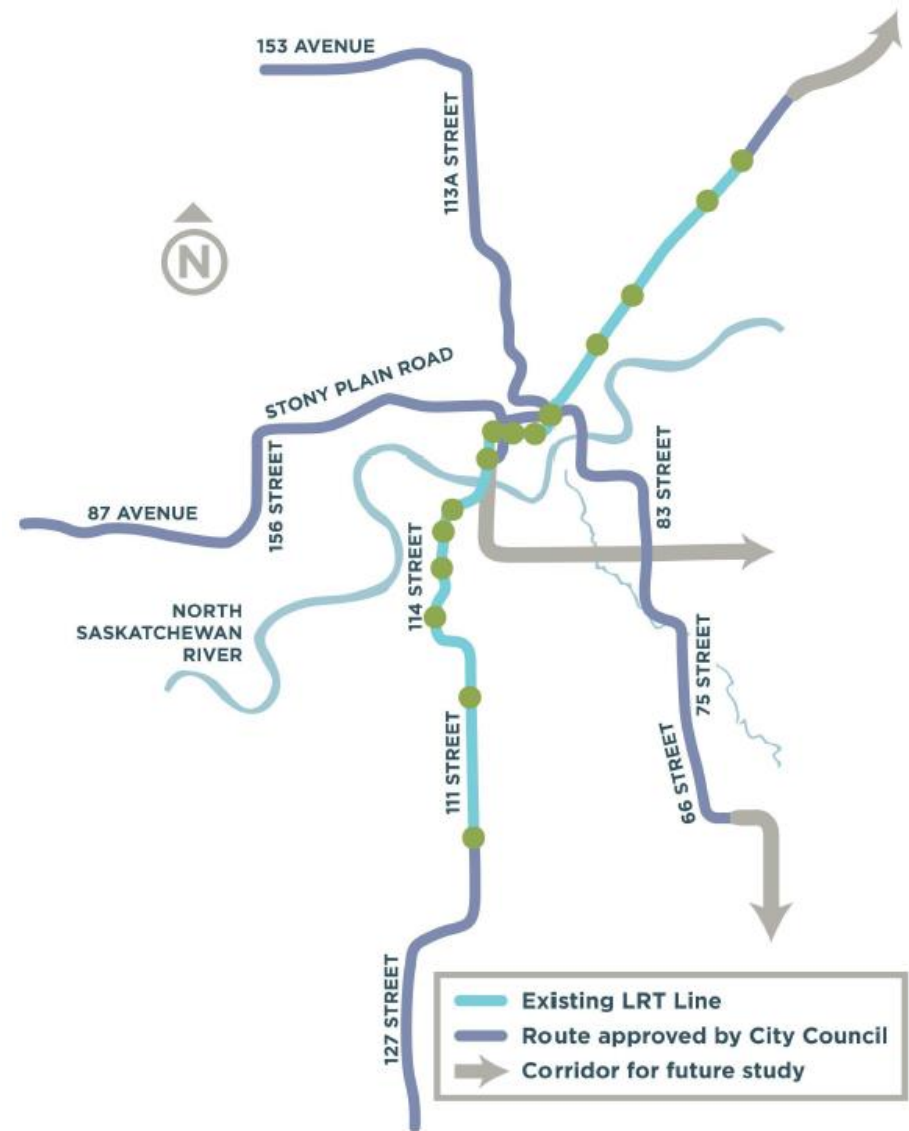 153 AVENUE
113A STREET
N
STONY PLAIN ROAD
156 STREET
87 AVENUE
83 STREET
114 STREET
NORTH
SASKATCHEWAN
RIVER
75 STREET
111 STREET
66 STREET
127 STREET
Existing LRT Line
Route approved by City Council
Corridor for future study